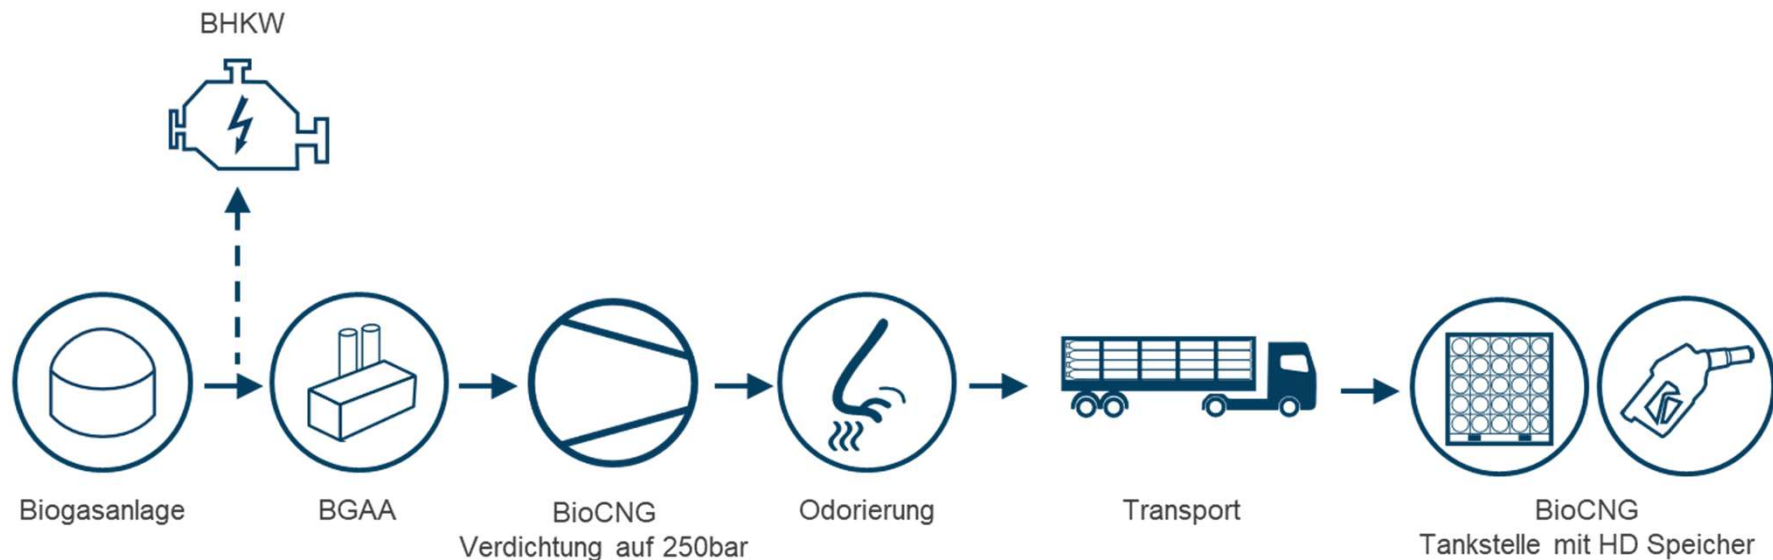 BHKW
Biogasanlage
BGAA
BioCNG
Verdichtung auf 250bar
Odorierung
Transport
BioCNG
Tankstelle mit HD Speicher